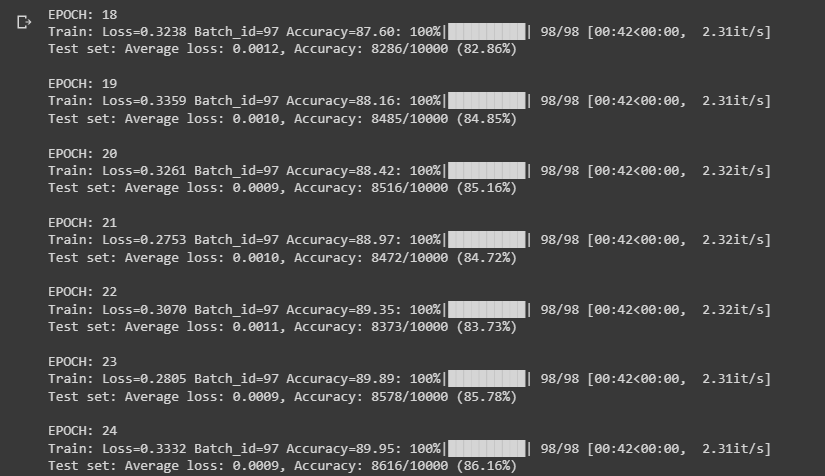 EPOCH: 18
Train: Loss=0.3238 Batch_id=97 Accuracy=87.60: 100%|██████████| 98/98 [00:42<00:00,  2.31it/s]
Test set: Average loss: 0.0012, Accuracy: 8286/10000 (82.86%)

EPOCH: 19
Train: Loss=0.3359 Batch_id=97 Accuracy=88.16: 100%|██████████| 98/98 [00:42<00:00,  2.31it/s]
Test set: Average loss: 0.0010, Accuracy: 8485/10000 (84.85%)

EPOCH: 20
Train: Loss=0.3261 Batch_id=97 Accuracy=88.42: 100%|██████████| 98/98 [00:42<00:00,  2.32it/s]
Test set: Average loss: 0.0009, Accuracy: 8516/10000 (85.16%)

EPOCH: 21
Train: Loss=0.2753 Batch_id=97 Accuracy=88.97: 100%|██████████| 98/98 [00:42<00:00,  2.32it/s]
Test set: Average loss: 0.0010, Accuracy: 8472/10000 (84.72%)

EPOCH: 22
Train: Loss=0.3070 Batch_id=97 Accuracy=89.35: 100%|██████████| 98/98 [00:42<00:00,  2.32it/s]
Test set: Average loss: 0.0011, Accuracy: 8373/10000 (83.73%)

EPOCH: 23
Train: Loss=0.2805 Batch_id=97 Accuracy=89.89: 100%|██████████| 98/98 [00:42<00:00,  2.31it/s]
Test set: Average loss: 0.0009, Accuracy: 8578/10000 (85.78%)

EPOCH: 24
Train: Loss=0.3332 Batch_id=97 Accuracy=89.95: 100%|██████████| 98/98 [00:42<00:00,  2.31it/s]
Test set: Average loss: 0.0009, Accuracy: 8616/10000 (86.16%)